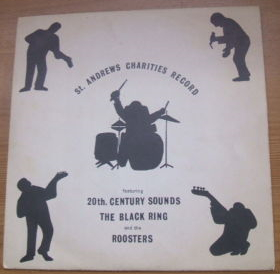 St. ANDREWS CHARITIES RECORD
featuring
20th. CENTURY SOUNDS
THE BLACK RING
and the
ROOSTERS